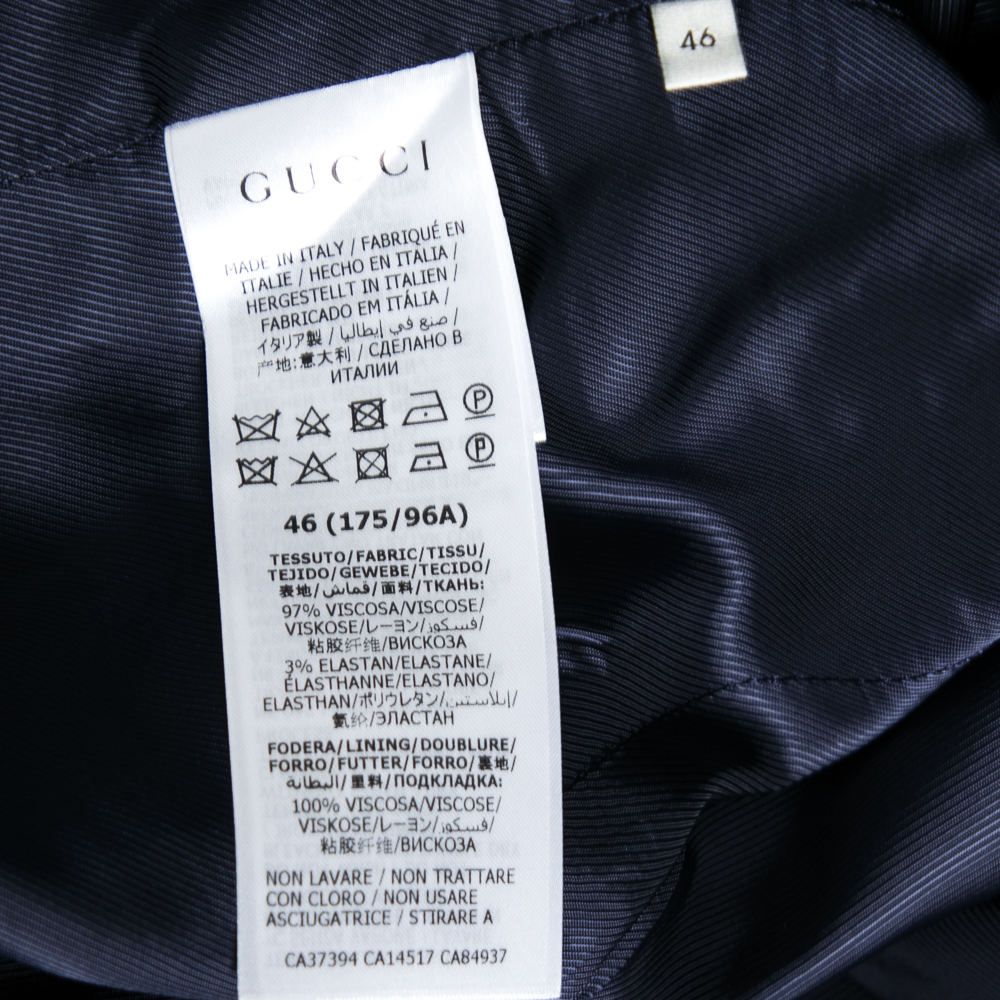 46
GUCCI
MADE IN ITALY / FABRIQUÉ EN
ITALIE / HECHO EN ITALIA /
HERGESTELLT IN ITALIEN /
FABRICADO EM ITÁLIA /
イタリア製 / صنع في إيطاليا /
产地:意大利 / СДЕЛАНО В
ИТАЛИИ
P
P
46 (175/96A)
TESSUTO/FABRIC/TISSU/
TEJIDO/GEWEBE/TECIDO/
表地/قماش/面料/ТКАНЬ:
97% VISCOSA/VISCOSE/
VISKOSE/レーヨン/فسكوز/
粘胶纤维/ВИСКОЗА
3% ELASTAN/ELASTANE/
ÉLASTHANNE/ELASTANO/
ELASTHAN/ポリウレタン/إيلاستين/
氨纶/ЭЛАСТАН
FODERA/LINING/DOUBLURE/
FORRO/FUTTER/FORRO/裏地/
البطانة/里料/ПОДКЛАДКА:
100% VISCOSA/VISCOSE/
VISKOSE/レーヨン/فسكوز/
粘胶纤维/ВИСКОЗА
NON LAVARE / NON TRATTARE
CON CLORO / NON USARE
ASCIUGATRICE / STIRARE A
CA37394 CA14517 CA84937